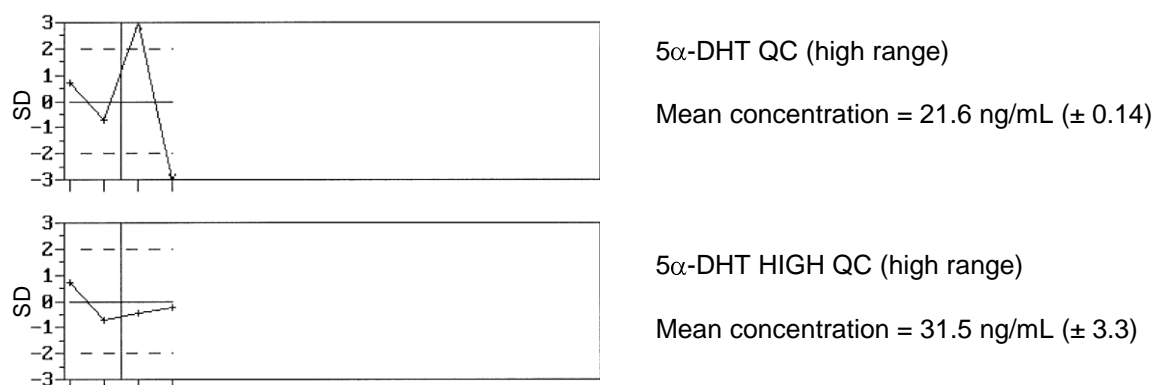 3
2
1
0
-1
-2
-3
SD
5α-DHT QC (high range)
Mean concentration = 21.6 ng/mL (± 0.14)
3
2
1
0
-1
-2
-3
SD
5α-DHT HIGH QC (high range)
Mean concentration = 31.5 ng/mL (± 3.3)